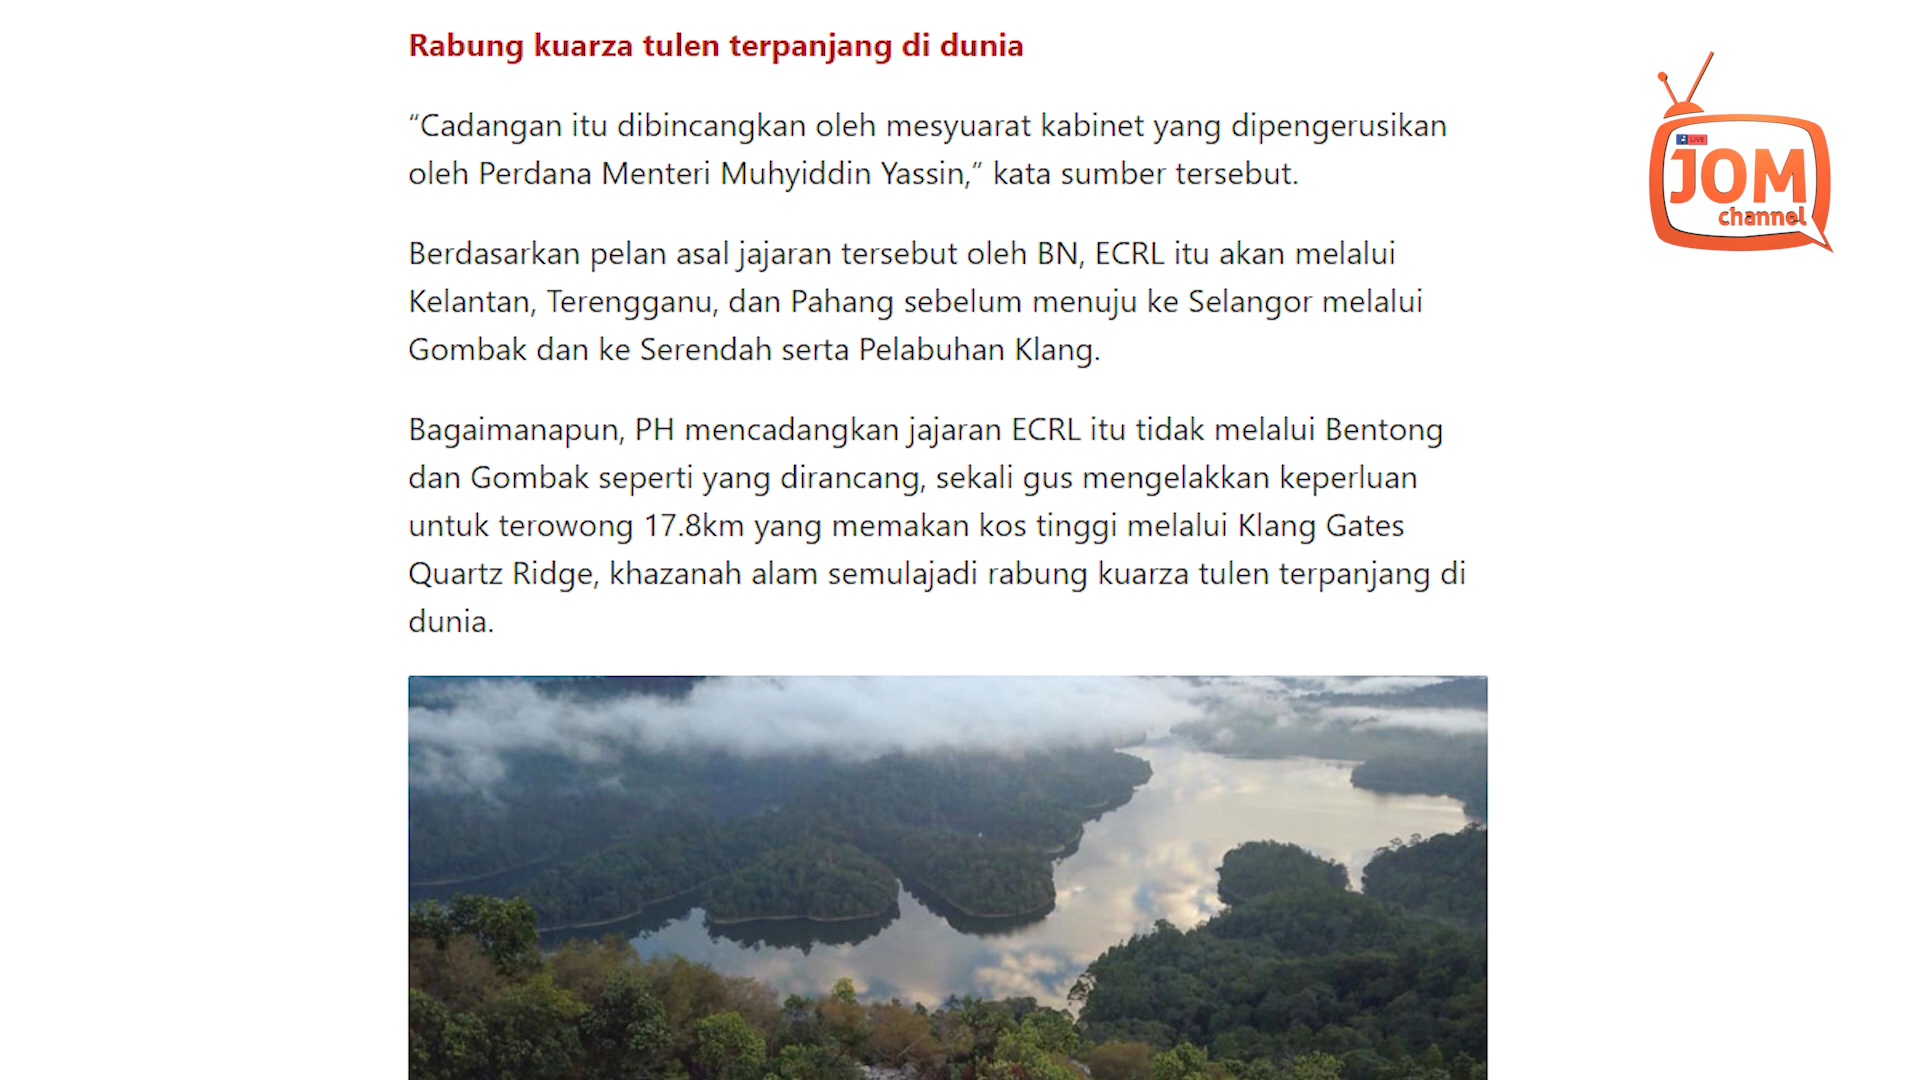 Rabung kuarza tulen terpanjang di dunia
“Cadangan itu dibincangkan oleh mesyuarat kabinet yang dipengerusikan
oleh Perdana Menteri Muhyiddin Yassin,” kata sumber tersebut.
Berdasarkan pelan asal jajaran tersebut oleh BN, ECRL itu akan melalui
Kelantan, Terengganu, dan Pahang sebelum menuju ke Selangor melalui
Gombak dan ke Serendah serta Pelabuhan Klang.
Bagaimanapun, PH mencadangkan jajaran ECRL itu tidak melalui Bentong
dan Gombak seperti yang dirancang, sekali gus mengelakkan keperluan
untuk terowong 17.8km yang memakan kos tinggi melalui Klang Gates
Quartz Ridge, khazanah alam semulajadi rabung kuarza tulen terpanjang di
dunia.
LIVE
JOM
channel